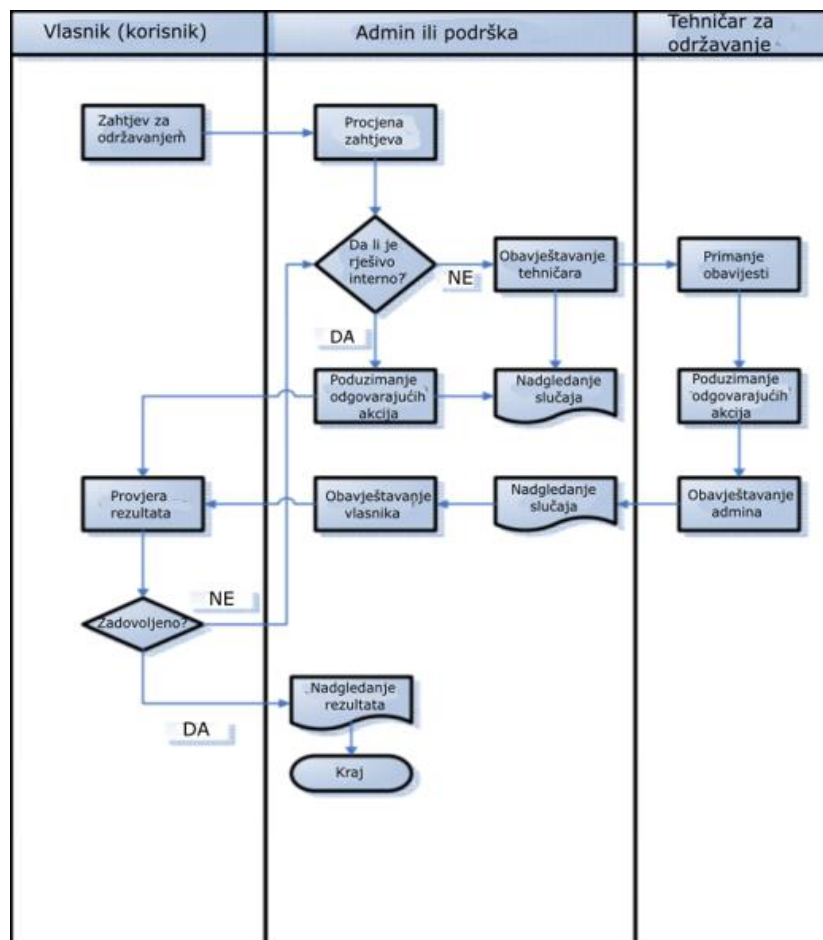 Vlasnik (korisnik)
Admin ili podrška
Tehničar za
održavanje
Zahtjev za
održavanjem
Procjena
zahtjeva
Da li je
rješivo
interno?
NE
Obavještavanje
tehničara
Primanje
obavijesti
DA
Poduzimanje
odgovarajućih
akcija
Nadgledanje
slučaja
Poduzimanje
odgovarajućih
akcija
Provjera
rezultata
Obavještavanje
vlasnika
Nadgledanje
slučaja
Obavještavanje
admina
Zadovoljeno?
NE
DA
Nadgledanje
rezultata
Kraj